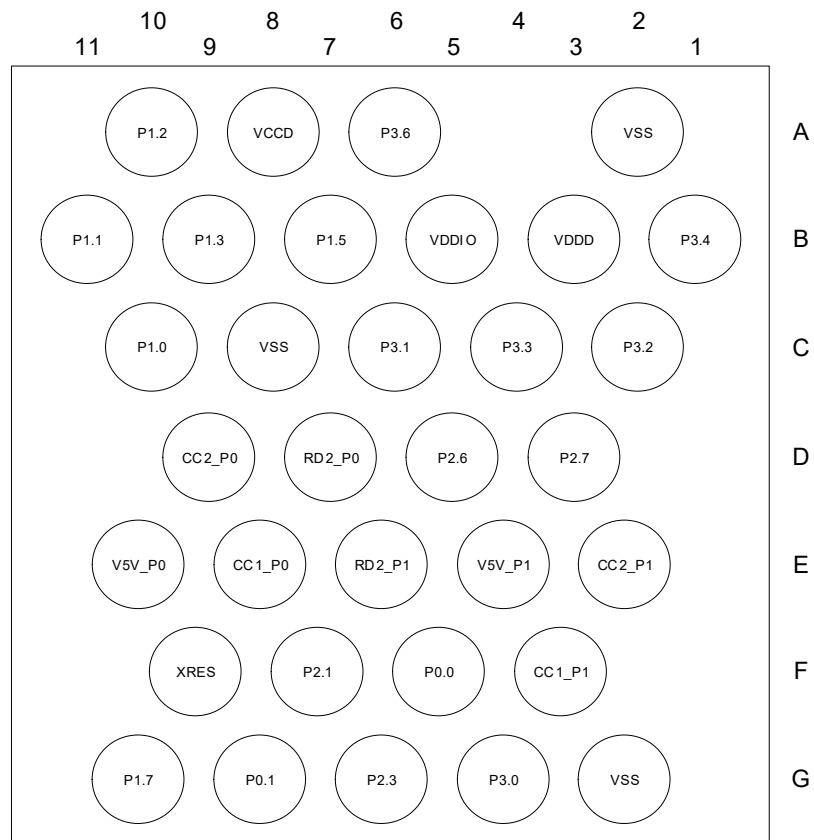 10 8 6 4 2
11 9 7 5 3 1
P1.2 VCCD P3.6 VSS A
P1.1 P1.3 P1.5 VDDIO VDDD P3.4 B
P1.0 VSS P3.1 P3.3 P3.2 C
CC2_P0 RD2_P0 P2.6 P2.7 D
V5V_P0 CC1_P0 RD2_P1 V5V_P1 CC2_P1 E
XRES P2.1 P0.0 CC1_P1 F
P1.7 P0.1 P2.3 P3.0 VSS G